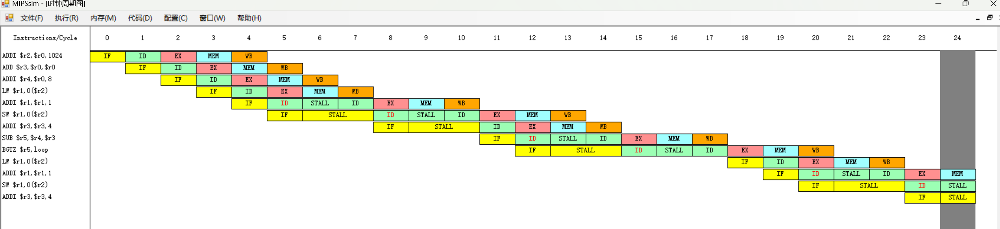 MIPSsim - [时钟周期图]
文件(F) 执行(R) 内存(M) 代码(D) 配置(C) 窗口(W) 帮助(H)
Instructions/Cycle 0 1 2 3 4 5 6 7 8 9 10 11 12 13 14 15 16 17 18 19 20 21 22 23 24
ADDI $r2,$r0,1024 IF ID EX MEM WB
ADD $r3,$r0,$r0 IF ID EX MEM WB
ADDI $r4,$r0,8 IF ID EX MEM WB
LW $r1,0($r2) IF ID EX MEM WB
ADDI $r1,$r1,1 IF ID STALL ID EX MEM WB
SW $r1,0($r2) IF STALL ID STALL ID EX MEM WB
ADDI $r3,$r3,4 IF STALL ID EX MEM WB
SUB $r5,$r4,$r3 IF ID STALL ID EX MEM WB
BGTZ $r5,loop IF STALL ID STALL ID EX MEM WB
LW $r1,0($r2) IF ID EX MEM WB
ADDI $r1,$r1,1 IF ID STALL ID EX MEM
SW $r1,0($r2) IF STALL ID STALL
ADDI $r3,$r3,4 IF STALL